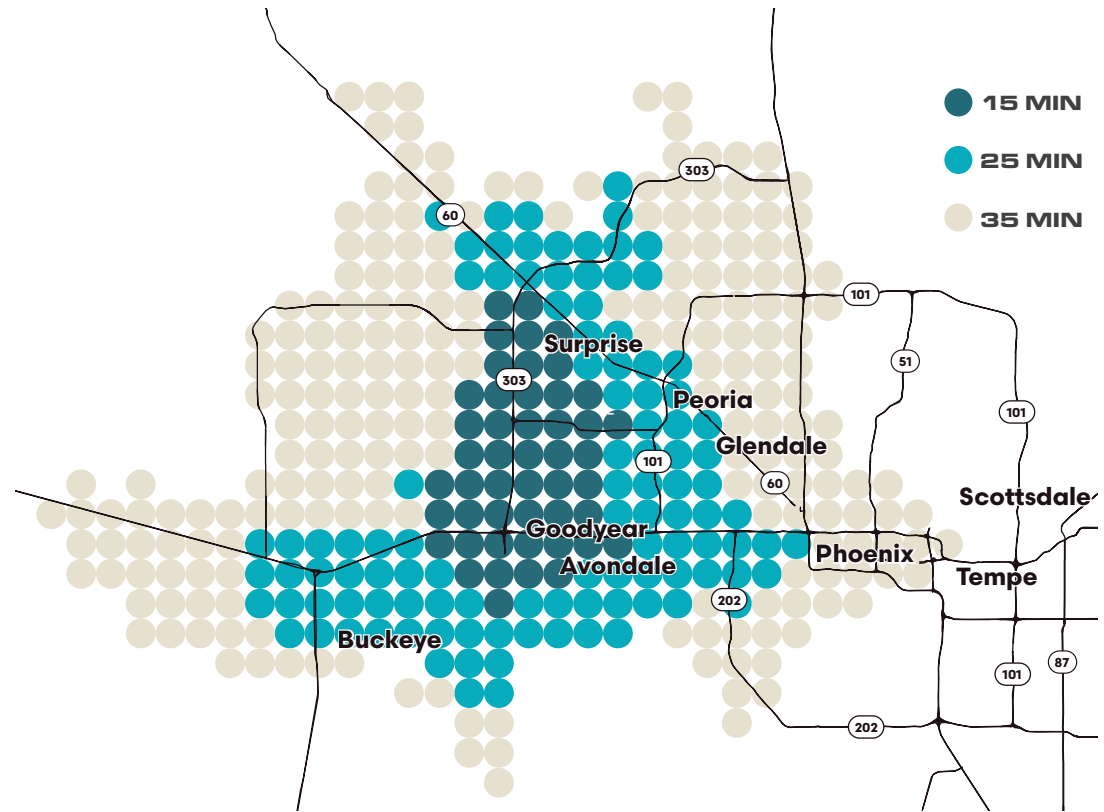 15 MIN
25 MIN
303
60
35 MIN
101
Surprise
51
303
Peoria
101
Glendale
101
60
Scottsdale
Goodyear
Phoenix
Avondale
Tempe
202
Buckeye
87
101
202